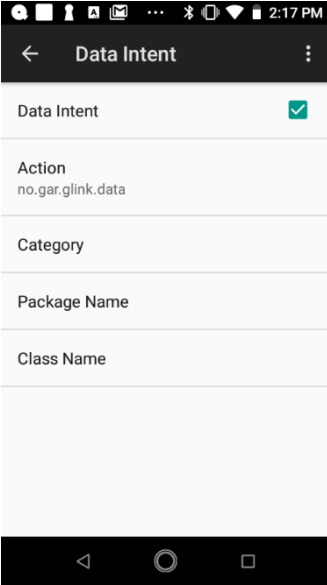 2:17 PM
Data Intent
Data Intent
Action
no.gar.glink.data
Category
Package Name
Class Name